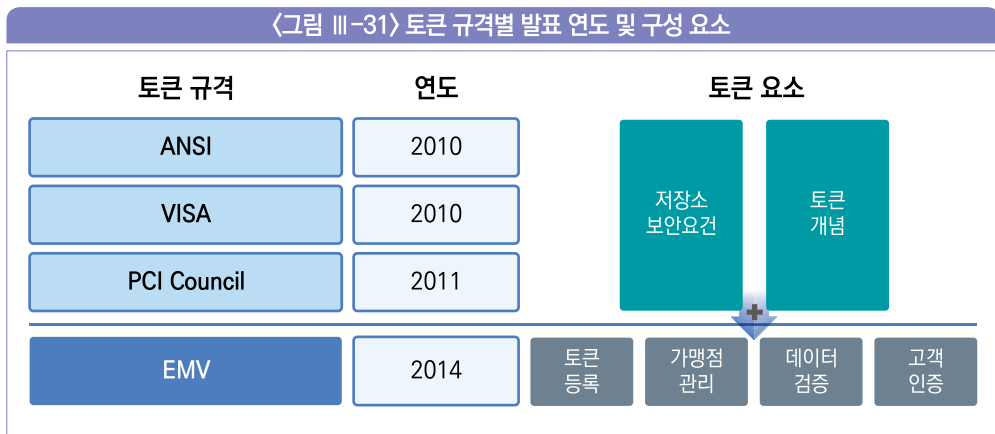 〈그림 Ⅲ-31〉 토큰 규격별 발표 연도 및 구성 요소
토큰 규격 연도 토큰 요소
ANSI 2010
VISA 2010
저장소 토큰
보안요건 개념
PCI Council 2011
+
EMV 2014
토큰 가맹점 데이터 고객
등록 관리 검증 인증